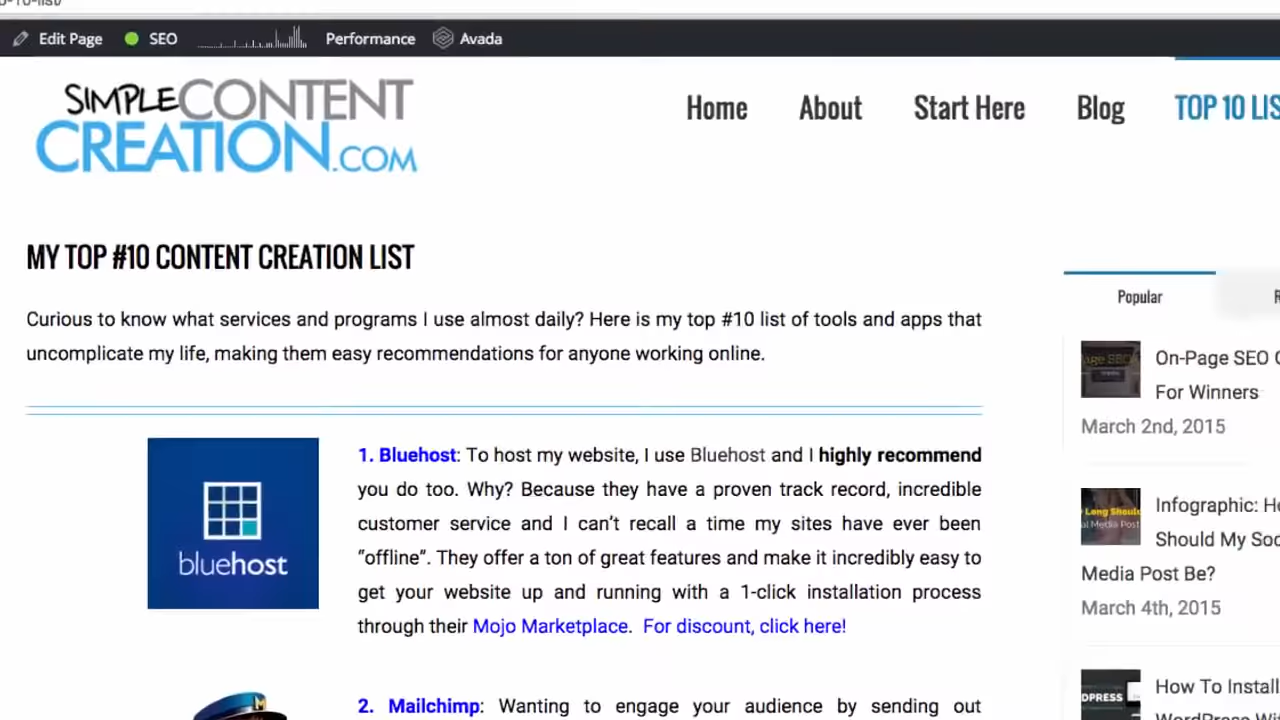 Edit Page SEO Performance Avada
SIMPLECONTENT
CREATION.COM
Home About Start Here Blog TOP 10
MY TOP #10 CONTENT CREATION LIST
Curious to know what services and programs I use almost daily? Here is my top #10 list of tools and apps that
uncomplicate my life, making them easy recommendations for anyone working online.
bluehost
1. Bluehost: To host my website, I use Bluehost and I highly recommend
you do too. Why? Because they have a proven track record, incredible
customer service and I can’t recall a time my sites have ever been
“offline”. They offer a ton of great features and make it incredibly easy to
get your website up and running with a 1-click installation process
through their Mojo Marketplace. For discount, click here!
2. Mailchimp: Wanting to engage your audience by sending out
Popular
On-Page SEO
For Winners
March 2nd, 2015
Infographic:
Should My
Media Post Be?
March 4th, 2015
How To Install